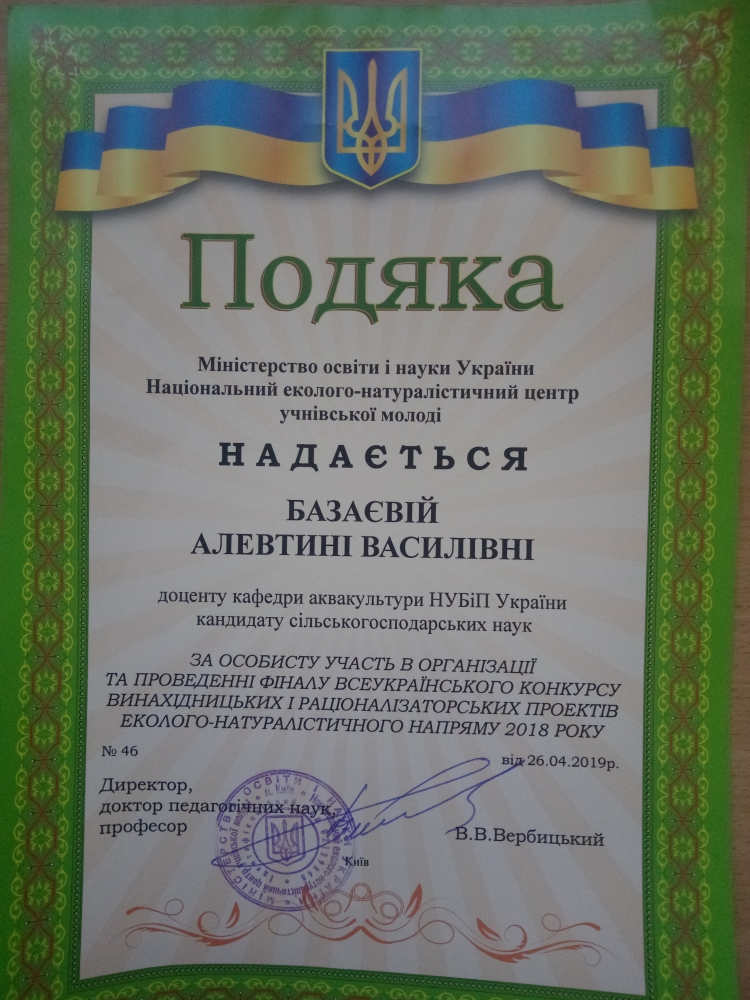 Подяка
Міністерство освіти і науки України
Національний еколого-натуралістичний центр
учнівської молоді
НАДАЄТЬСЯ
БАЗАЄВІЙ
АЛЕВТИНІ ВАСИЛІВНІ
доценту кафедри аквакультури НУБіП України
кандидату сільськогосподарських наук
ЗА ОСОБИСТУ УЧАСТЬ В ОРГАНІЗАЦІЇ
ТА ПРОВЕДЕННІ ФІНАЛУ ВСЕУКРАЇНСЬКОГО КОНКУРСУ
ВИНАХІДНИЦЬКИХ І РАЦІОНАЛІЗАТОРСЬКИХ ПРОЕКТІВ
ЕКОЛОГО-НАТУРАЛІСТИЧНОГО НАПРЯМУ 2018 РОКУ
№ 46
від 26.04.2019р.
Директор,
доктор педагогічних наук,
професор
В.В.Вербицький
Київ